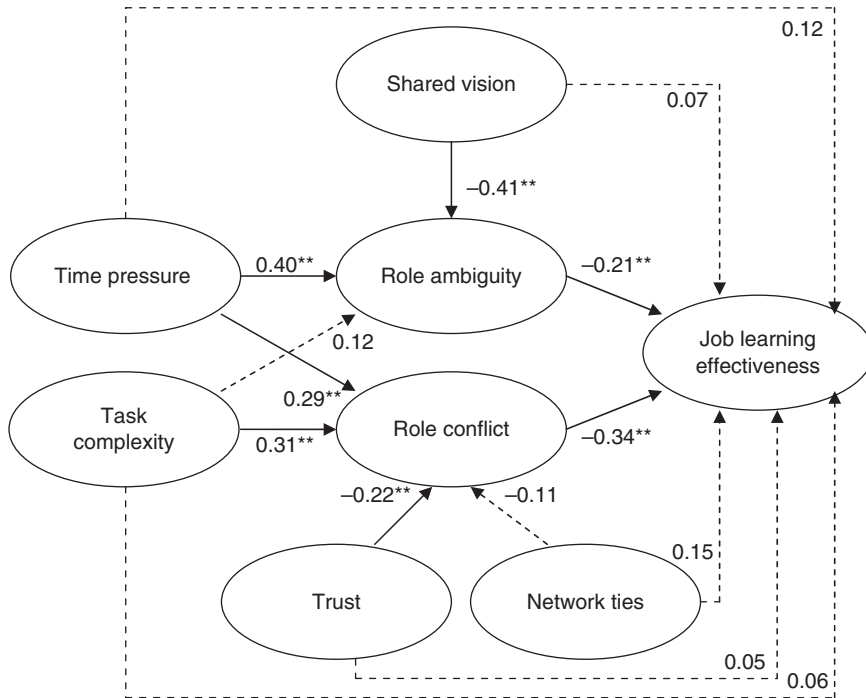 0.12
Shared vision
0.07
–0.41**
Time pressure
0.40**
Role ambiguity
–0.21**
0.12
Job learning
effectiveness
0.29**
Task
complexity
0.31**
Role conflict
–0.34**
–0.22**
–0.11
0.15
Trust
Network ties
0.05
0.06